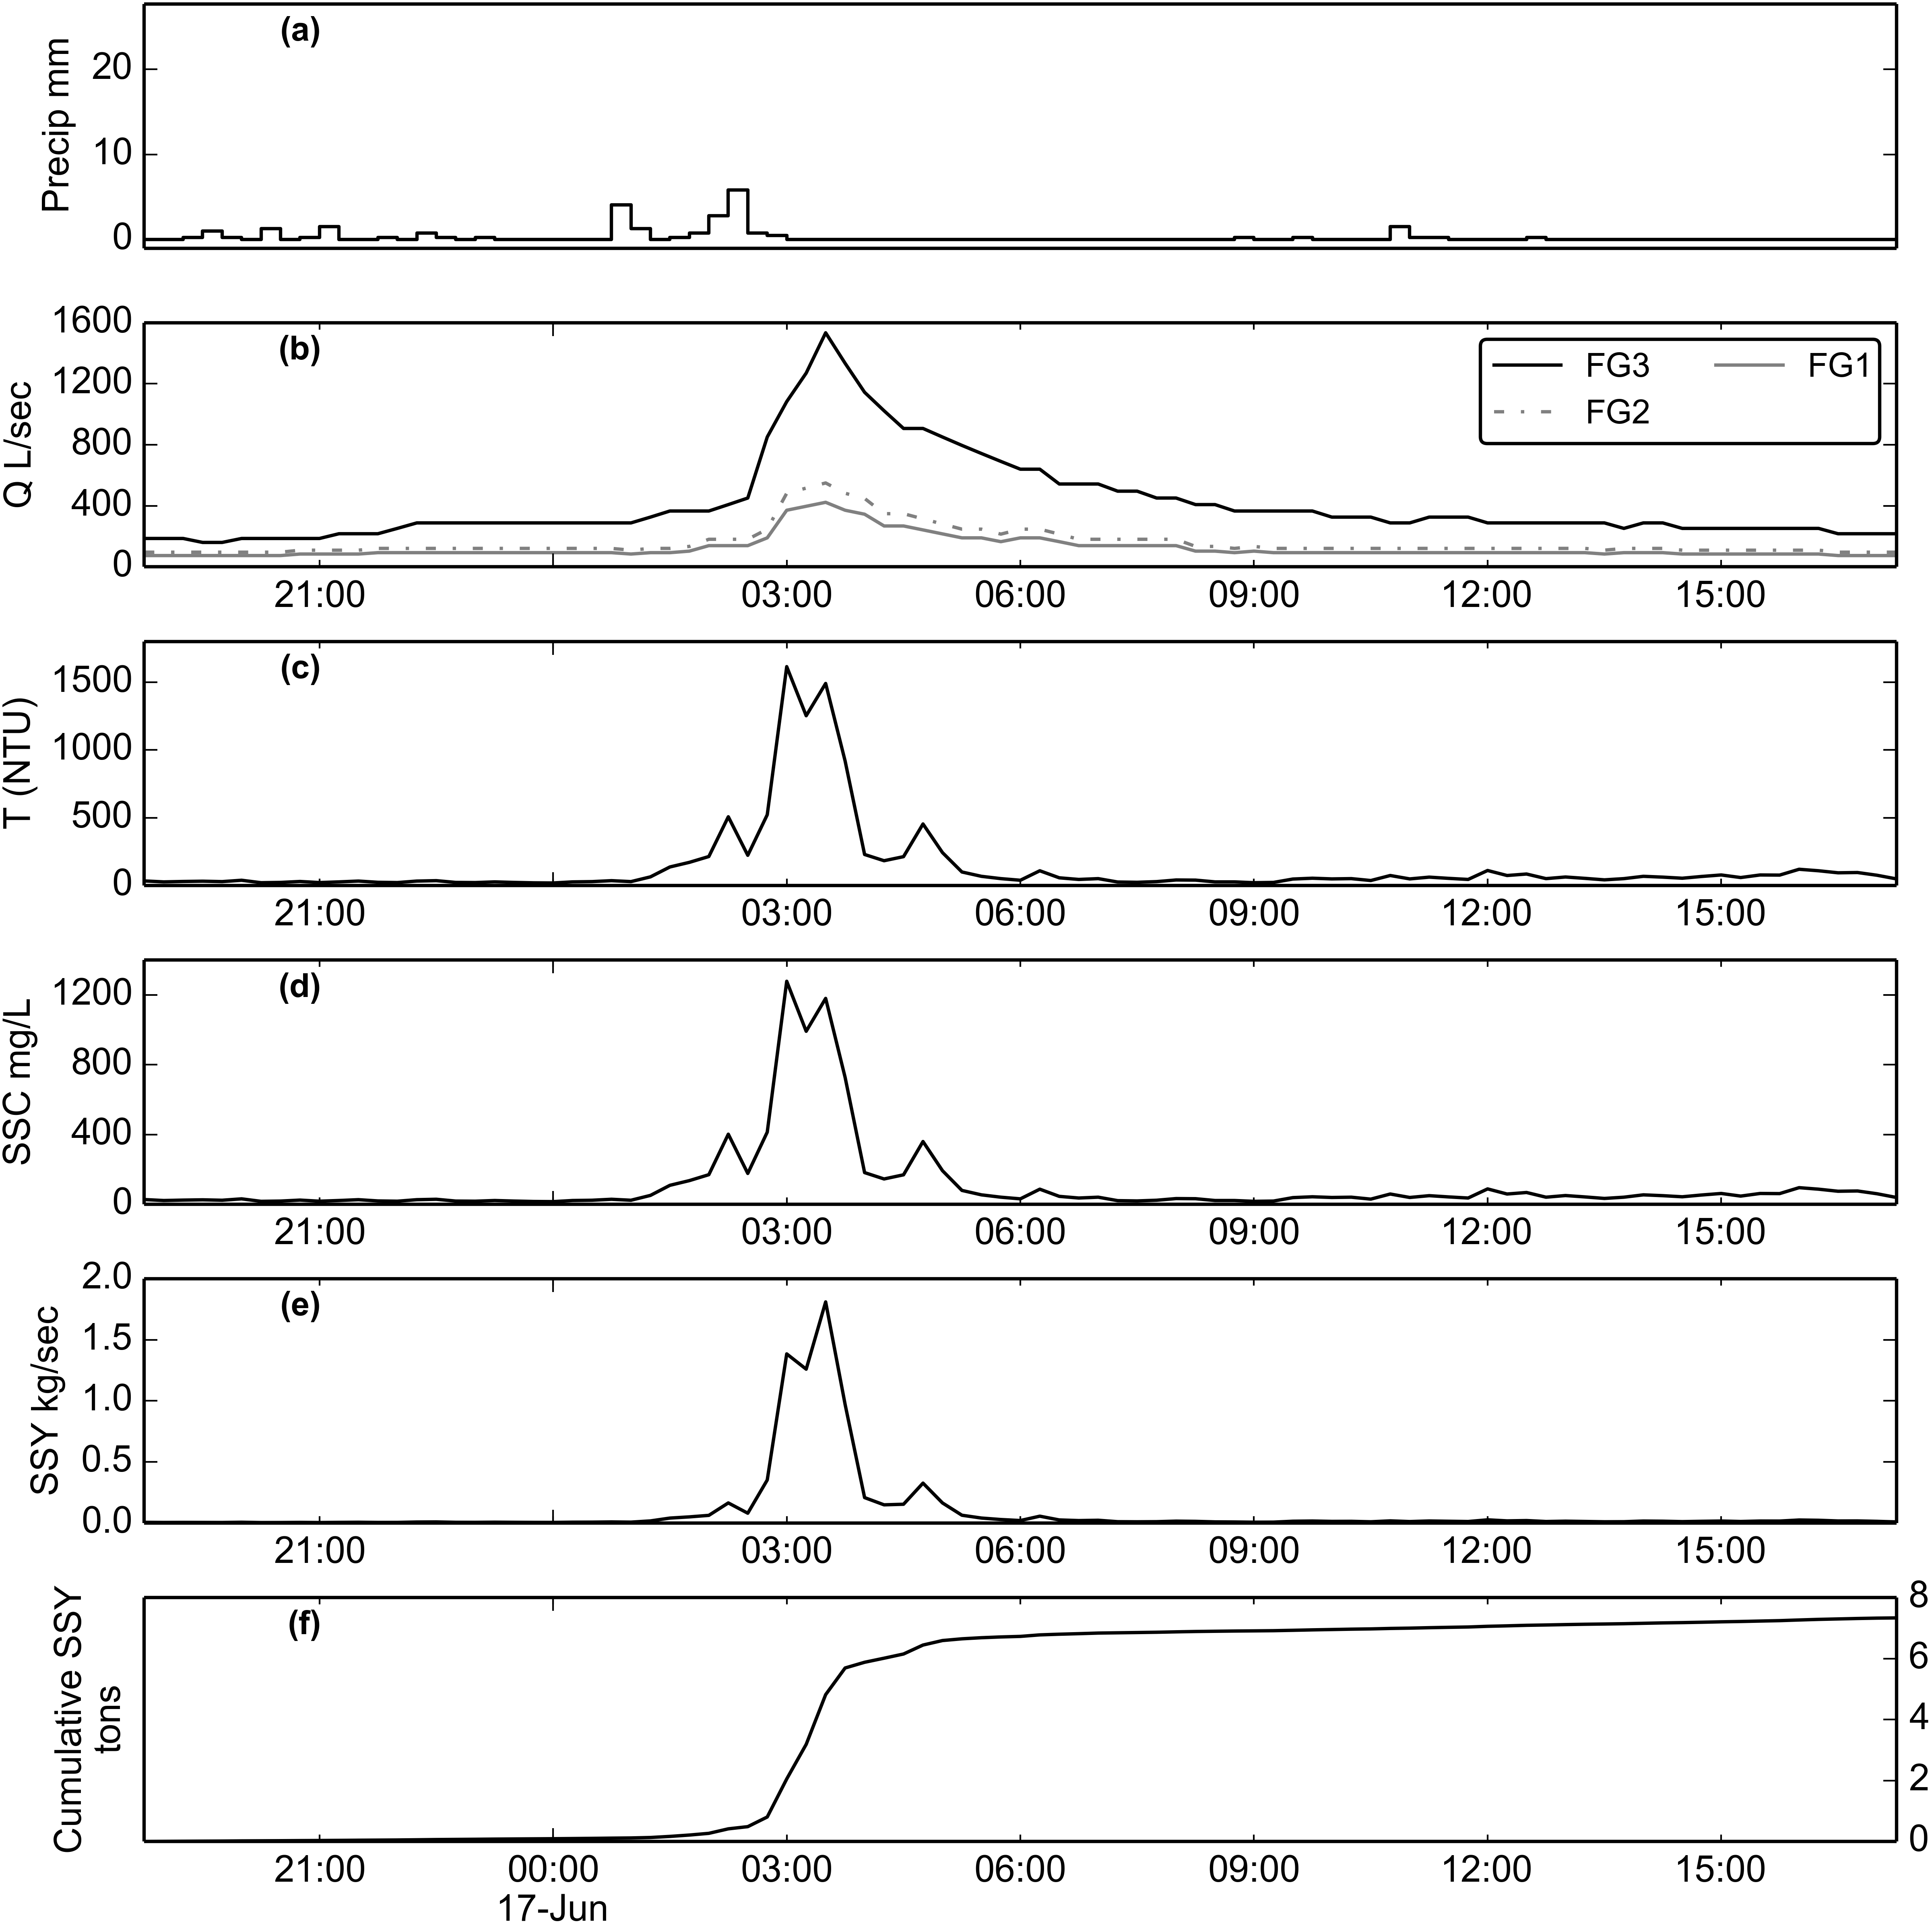 (a)
Precip mm
20
10
0
(b)
Q L/sec
1600
1200
800
400
0
FG3 FG1
FG2
21:00 03:00 06:00 09:00 12:00 15:00
(c)
T (NTU)
1500
1000
500
0
21:00 03:00 06:00 09:00 12:00 15:00
(d)
SSC mg/L
1200
800
400
0
21:00 03:00 06:00 09:00 12:00 15:00
(e)
SSY kg/sec
2.0
1.5
1.0
0.5
0.0
21:00 03:00 06:00 09:00 12:00 15:00
(f)
Cumulative SSY
tons
8
6
4
2
0
21:00 00:00 03:00 06:00 09:00 12:00 15:00
17-Jun